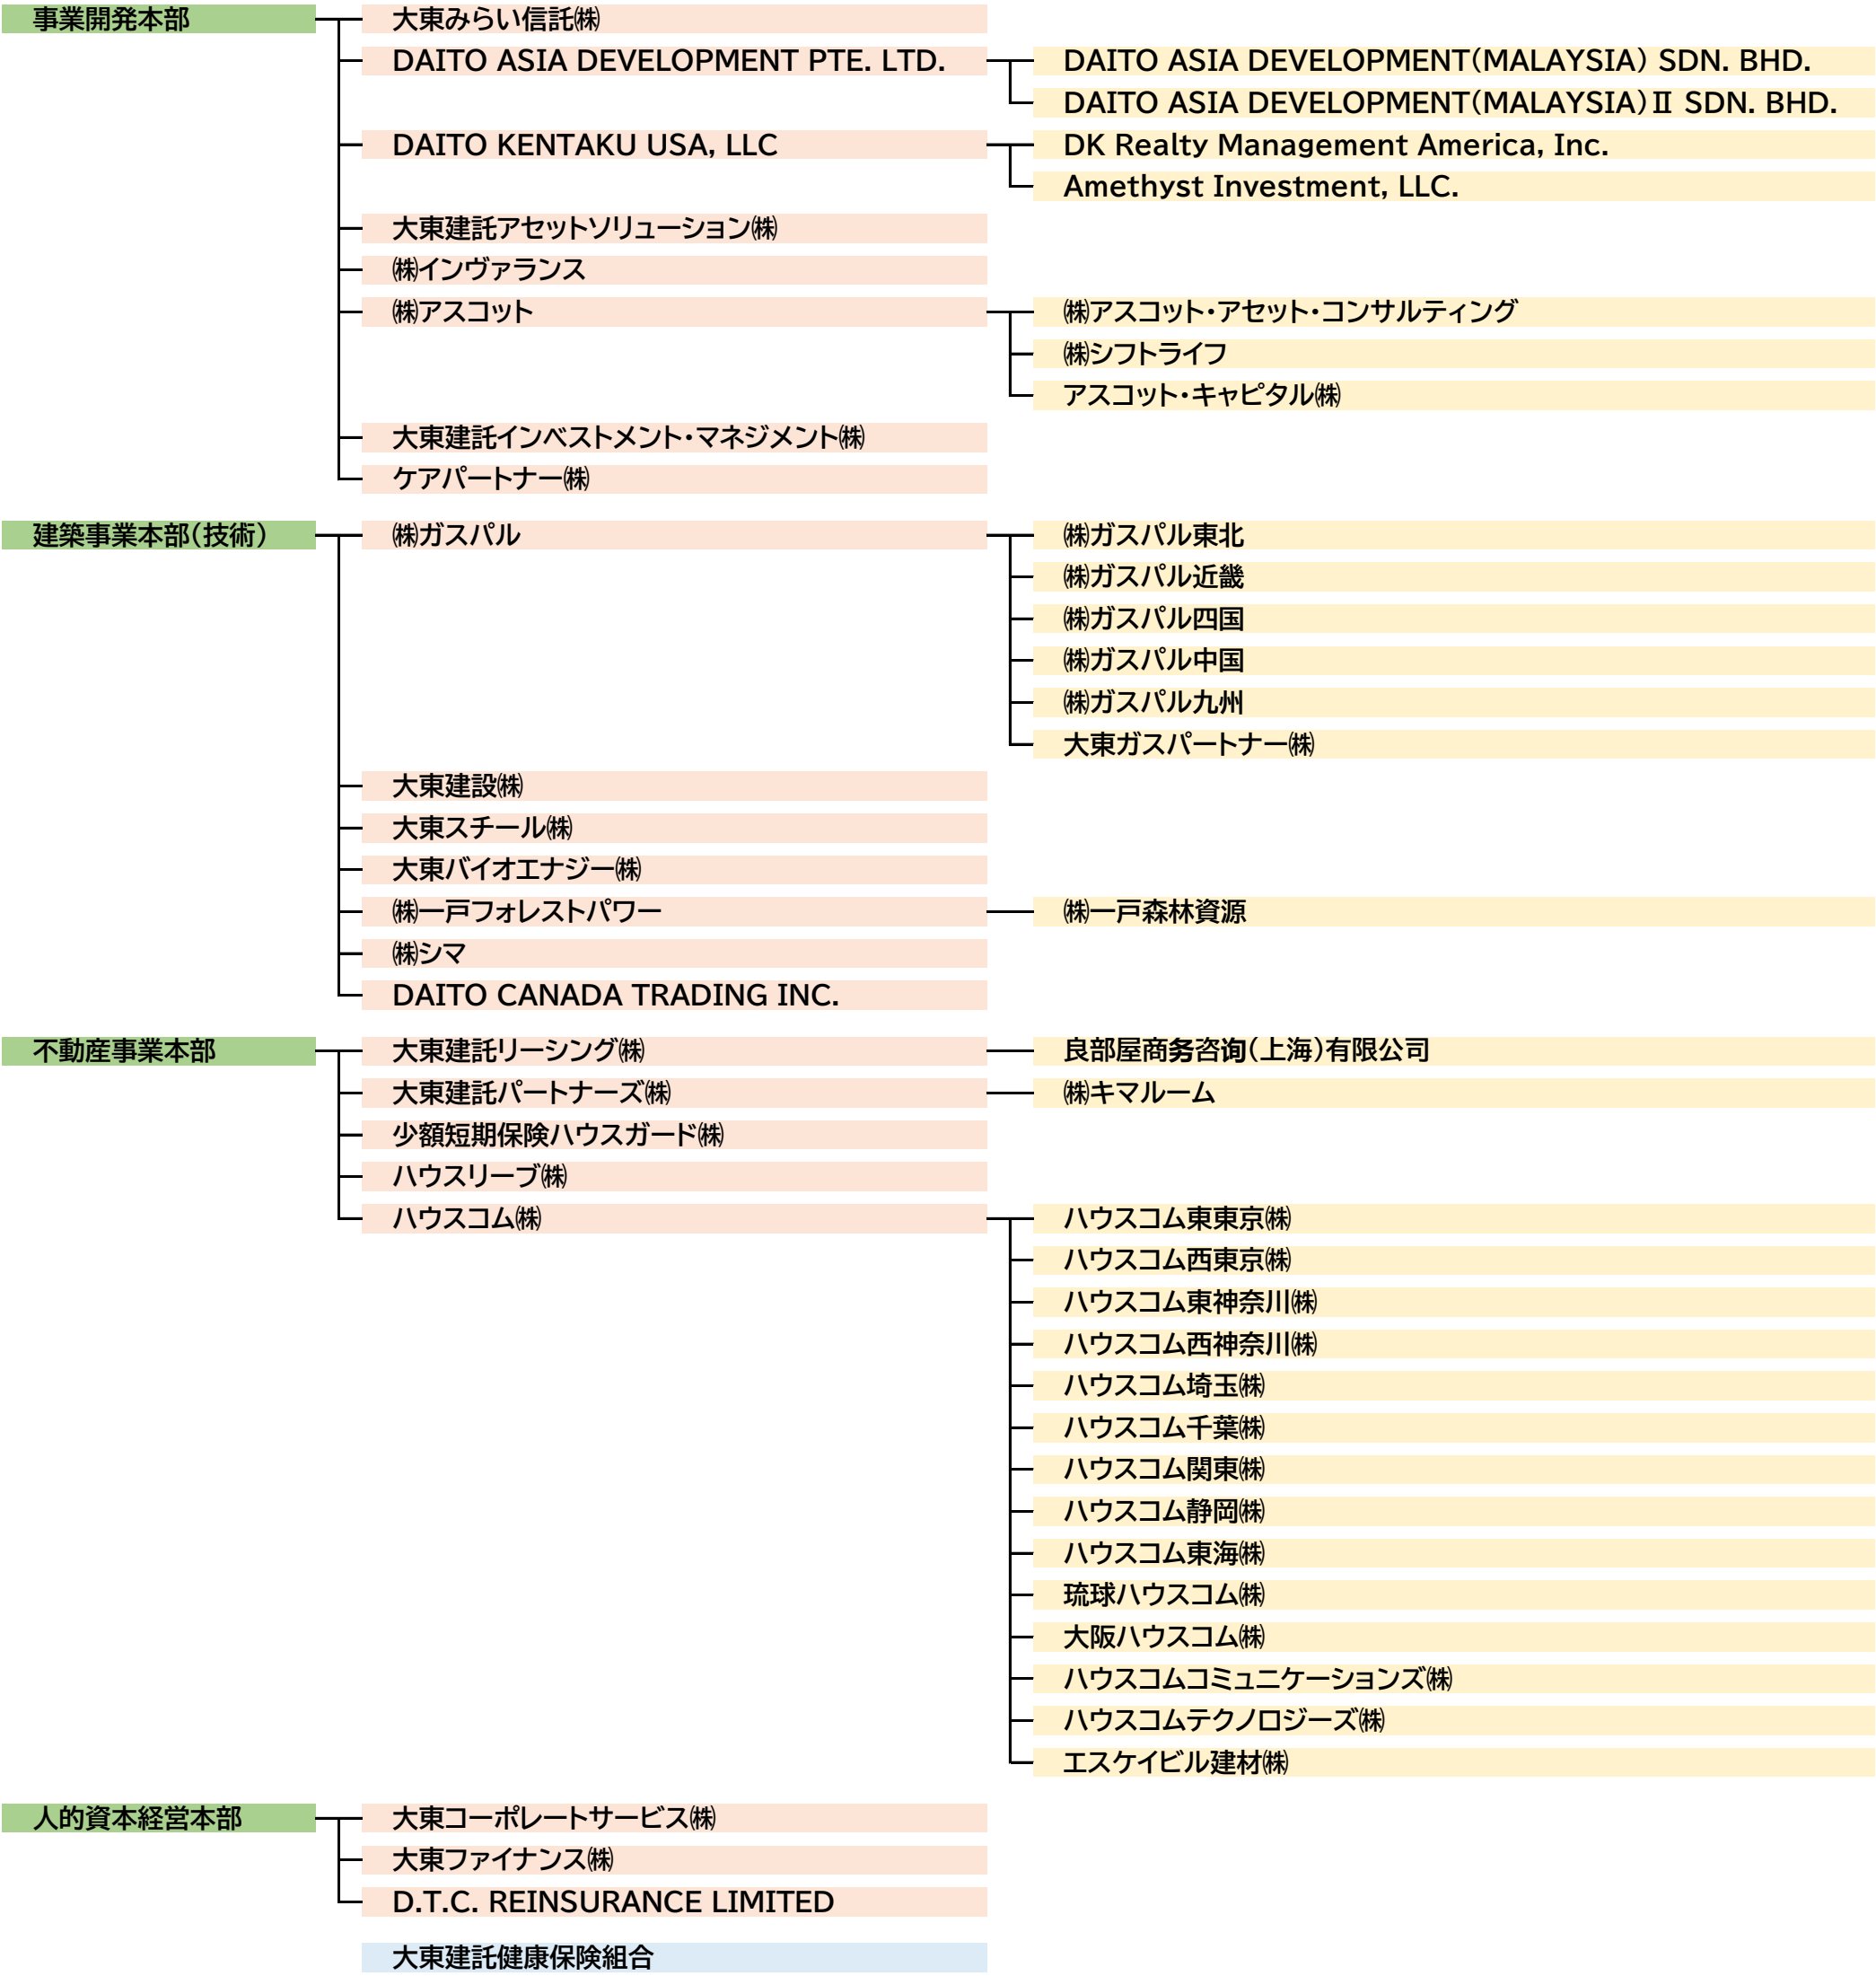 事業開発本部 大東みらい信託㈱
DAITO ASIA DEVELOPMENT PTE. LTD. DAITO ASIA DEVELOPMENT(MALAYSIA) SDN. BHD.
DAITO ASIA DEVELOPMENT(MALAYSIA)Ⅱ SDN. BHD.
DAITO KENTAKU USA, LLC DK Realty Management America, Inc.
Amethyst Investment, LLC.
大東建託アセットソリューション㈱
㈱インヴァランス
㈱アスコット ㈱アスコット・アセット・コンサルティング
㈱シフトライフ
アスコット・キャピタル㈱
大東建託インベストメント・マネジメント㈱
ケアパートナー㈱
建築事業本部(技術) ㈱ガスパル ㈱ガスパル東北
㈱ガスパル近畿
㈱ガスパル四国
㈱ガスパル中国
㈱ガスパル九州
大東ガスパートナー㈱
大東建設㈱
大東スチール㈱
大東バイオエナジー㈱
㈱一戸フォレストパワー ㈱一戸森林資源
㈱シマ
DAITO CANADA TRADING INC.
不動産事業本部 大東建託リーシング㈱ 良部屋商务咨询(上海)有限公司
大東建託パートナーズ㈱ ㈱キマルーム
少額短期保険ハウスガード㈱
ハウスリーブ㈱
ハウスコム㈱ ハウスコム東東京㈱
ハウスコム西東京㈱
ハウスコム東神奈川㈱
ハウスコム西神奈川㈱
ハウスコム埼玉㈱
ハウスコム千葉㈱
ハウスコム関東㈱
ハウスコム静岡㈱
ハウスコム東海㈱
琉球ハウスコム㈱
大阪ハウスコム㈱
ハウスコムコミュニケーションズ㈱
ハウスコムテクノロジーズ㈱
エスケイビル建材㈱
人的資本経営本部 大東コーポレートサービス㈱
大東ファイナンス㈱
D.T.C. REINSURANCE LIMITED
大東建託健康保険組合